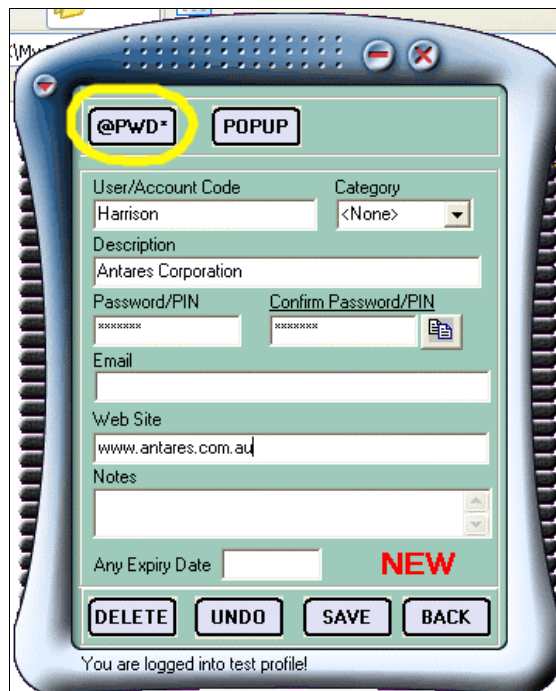 @PWD* POPUP
User/Account Code Category
Harrison <None>
Description
Antares Corporation
Password/PIN Confirm Password/PIN
******* *******
Email
Web Site
www.antares.com.au
Notes
Any Expiry Date NEW
DELETE UNDO SAVE BACK
You are logged into test profile!